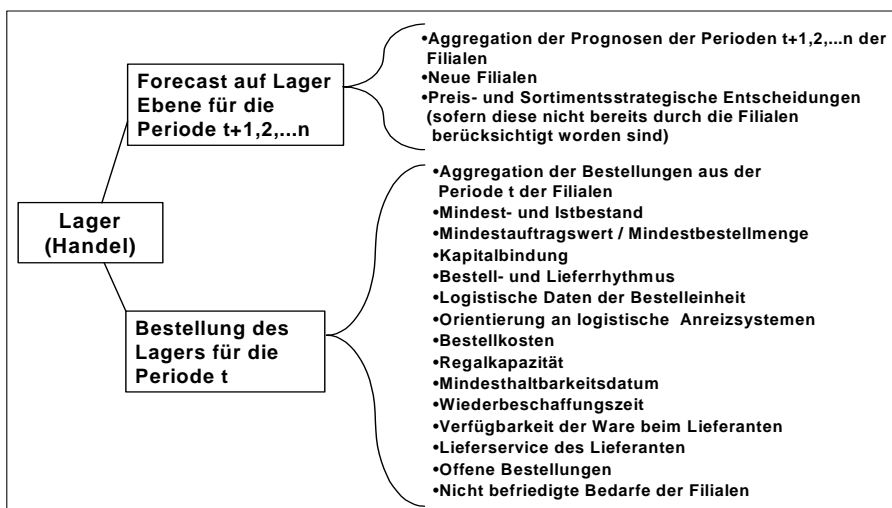 Lager
(Handel)
Forecast auf Lager
Ebene für die
Periode t+1,2,...n
•Aggregation der Prognosen der Perioden t+1,2,...n der
Filialen
•Neue Filialen
•Preis- und Sortimentsstrategische Entscheidungen
(sofern diese nicht bereits durch die Filialen
berücksichtigt worden sind)
Bestellung des
Lagers für die
Periode t
•Aggregation der Bestellungen aus der
Periode t der Filialen
•Mindest- und Istbestand
•Mindestauftragswert / Mindestbestellmenge
•Kapitalbindung
•Bestell- und Lieferrhythmus
•Logistische Daten der Bestelleinheit
•Orientierung an logistische Anreizsystemen
•Bestellkosten
•Regalkapazität
•Mindesthaltbarkeitsdatum
•Wiederbeschaffungszeit
•Verfügbarkeit der Ware beim Lieferanten
•Lieferservice des Lieferanten
•Offene Bestellungen
•Nicht befriedigte Bedarfe der Filialen